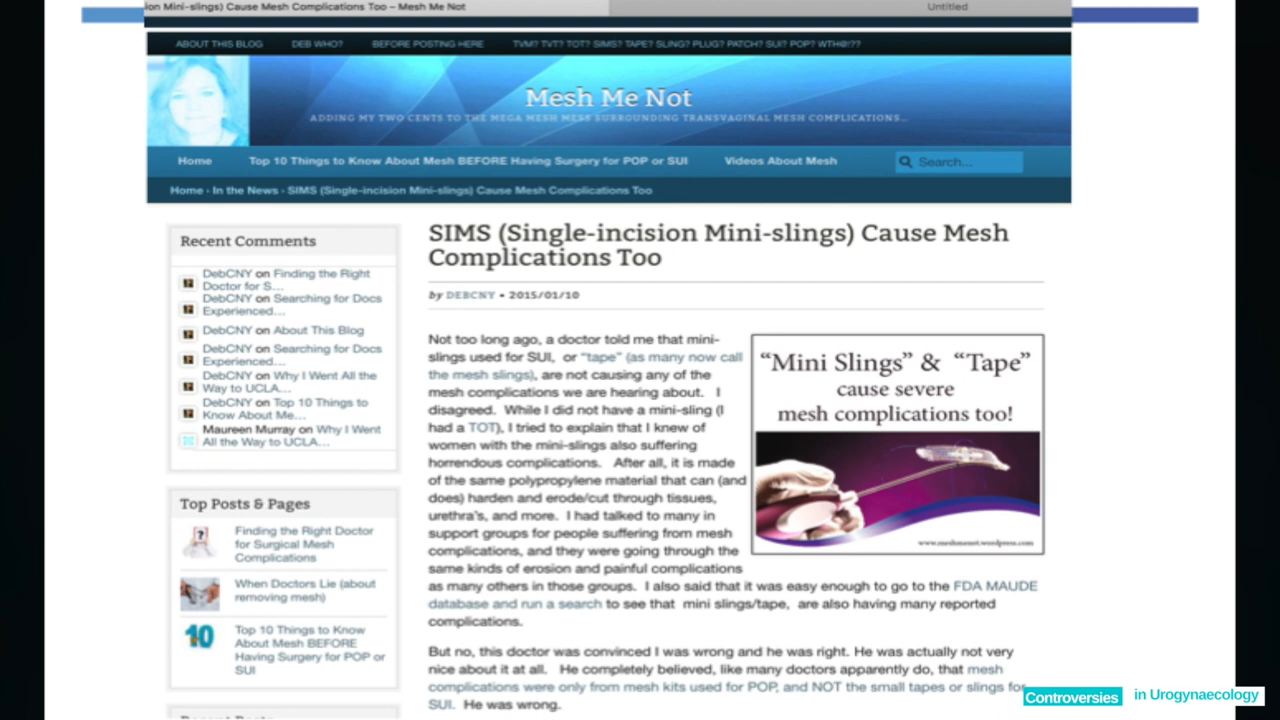 ion Mini-slings) Cause Mesh Complications Too – Mesh Me Not
Untitled
ABOUT THIS BLOG
DEB WHO?
BEFORE POSTING HERE
TVM? TVT? TOT? SIMS? TAPE? SLING? PLUG? PATCH? SUI? POP? WTH@!??
Mesh Me Not
ADDING MY TWO CENTS TO THE MEGA MESH MESS SURROUNDING TRANSVAGINAL MESH COMPLICATIONS…
Home
Top 10 Things to Know About Mesh BEFORE Having Surgery for POP or SUI
Videos About Mesh
Search...
Home › In the News › SIMS (Single-incision Mini-slings) Cause Mesh Complications Too
Recent Comments
DebCNY on Finding the Right
Doctor for S…
DebCNY on Searching for Docs
Experienced…
DebCNY on About This Blog
DebCNY on Searching for Docs
Experienced…
DebCNY on Why I Went All the
Way to UCLA…
DebCNY on Top 10 Things to
Know About Me…
Maureen Murray on Why I Went
All the Way to UCLA…
Top Posts & Pages
Finding the Right Doctor
for Surgical Mesh
Complications
When Doctors Lie (about
removing mesh)
10
Top 10 Things to Know
About Mesh BEFORE
Having Surgery for POP or
SUI
SIMS (Single-incision Mini-slings) Cause Mesh
Complications Too
by DEBCNY • 2015/01/10
Not too long ago, a doctor told me that mini-
slings used for SUI, or “tape” (as many now call
the mesh slings), are not causing any of the
mesh complications we are hearing about. I
disagreed. While I did not have a mini-sling (I
had a TOT), I tried to explain that I knew of
women with the mini-slings also suffering
horrendous complications. After all, it is made
of the same polypropylene material that can (and
does) harden and erode/cut through tissues,
urethra’s, and more. I had talked to many in
support groups for people suffering from mesh
complications, and they were going through the
same kinds of erosion and painful complications
as many others in those groups. I also said that it was easy enough to go to the FDA MAUDE
database and run a search to see that mini slings/tape, are also having many reported
complications.
“Mini Slings” & “Tape”
cause severe
mesh complications too!
www.meshmenot.wordpress.com
But no, this doctor was convinced I was wrong and he was right. He was actually not very
nice about it at all. He completely believed, like many doctors apparently do, that mesh
complications were only from mesh kits used for POP, and NOT the small tapes or slings for
SUI. He was wrong.
Controversies in Urogynaecology